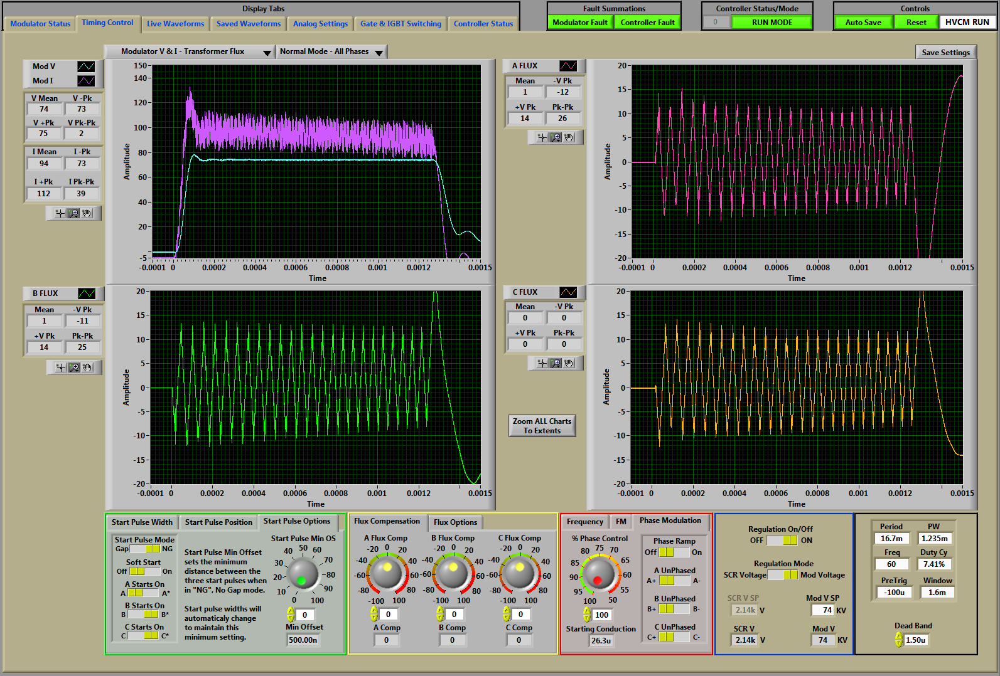 Display Tabs
Fault Summations
Controller Status/Mode
Controls
Modulator Status
Timing Control
Live Waveforms
Saved Waveforms
Analog Settings
Gate & IGBT Switching
Controller Status
Modulator Fault
Controller Fault
0
RUN MODE
Auto Save
Reset
HVCM RUN
Modulator V & I - Transformer Flux
Normal Mode - All Phases
Save Settings
Mod V
Mod I
V Mean V -Pk
74 73
V +Pk V Pk-Pk
75 2
I Mean I -Pk
94 73
I +Pk I Pk-Pk
112 39
Amplitude
150
140
120
100
80
60
40
20
-5
-0.0001 0 0.0002 0.0004 0.0006 0.0008 0.001 0.0012 0.0015
Time
A FLUX
Mean -V Pk
1 -12
+V Pk Pk-Pk
14 26
Amplitude
20
15
10
5
0
-5
-10
-15
-20
-0.0001 0 0.0002 0.0004 0.0006 0.0008 0.001 0.0012 0.0015
Time
B FLUX
Mean -V Pk
1 -11
+V Pk Pk-Pk
14 25
Amplitude
20
15
10
5
0
-5
-10
-15
-20
-0.0001 0 0.0002 0.0004 0.0006 0.0008 0.001 0.0012 0.0015
Time
C FLUX
Mean -V Pk
0 0
+V Pk Pk-Pk
0 0
Zoom ALL Charts
To Extents
Amplitude
20
15
10
5
0
-5
-10
-15
-20
-0.0001 0 0.0002 0.0004 0.0006 0.0008 0.001 0.0012 0.0015
Time
Start Pulse Width
Start Pulse Position
Start Pulse Options
Start Pulse Mode
Gap NG
Soft Start
Off On
A Starts On
A A*
B Starts On
B B*
C Starts On
C C*
Start Pulse Min Offset
sets the minimum
distance between the
three start pulses when
in "NG", No Gap mode.
Start pulse widths will
automaticaly change
to maintain this
minimum setting.
Start Pulse Min OS
0 10 20 30 40 50 60 70 80 90 100
0
Min Offset
500.00n
Flux Compensation
Flux Options
A Flux Comp
-100 -80 -60 -40 -20 0 20 40 60 80 100
0
A Comp
0
B Flux Comp
-100 -80 -60 -40 -20 0 20 40 60 80 100
0
B Comp
0
C Flux Comp
-100 -80 -60 -40 -20 0 20 40 60 80 100
0
C Comp
0
Frequency
FM
Phase Modulation
% Phase Control
100 95 90 85 80 75 70 65 60 55 50
100
Starting Conduction
26.3u
Phase Ramp
Off On
A UnPhased
A+ A-
B UnPhased
B+ B-
C UnPhased
C+ C-
Regulation On/Off
OFF ON
Regulation Mode
SCR Voltage Mod Voltage
SCR V SP
2.14k V
Mod V SP
74 KV
SCR V
2.14k V
Mod V
74 KV
Period PW
16.7m 1.235m
Freq Duty Cy
60 7.41%
PreTrig Window
-100u 1.6m
Dead Band
1.50u